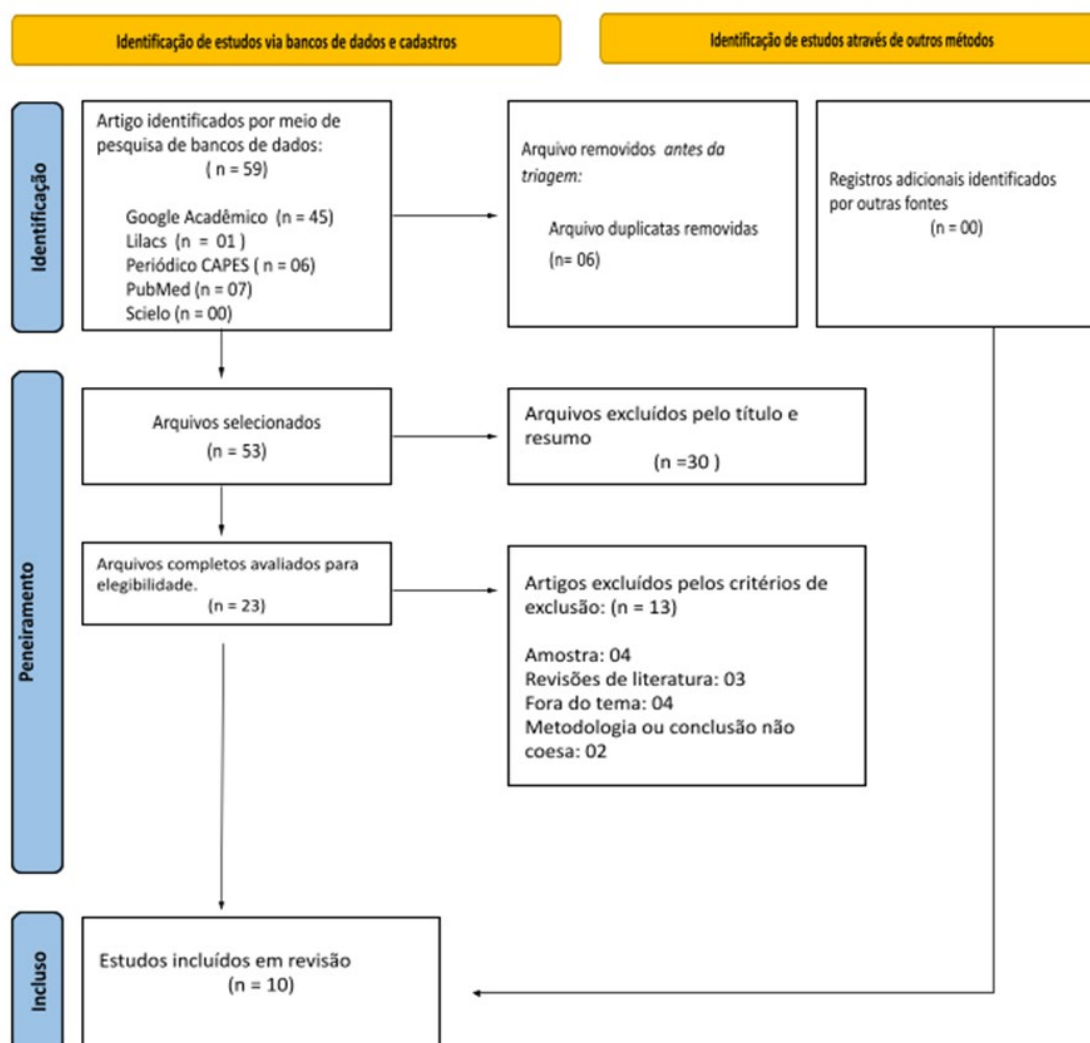 Identificação de estudos via bancos de dados e cadastros
Identificação de estudos através de outros métodos
Identificação
Artigo identificados por meio de
pesquisa de bancos de dados:
( n = 59)
Google Acadêmico (n = 45)
Lilacs (n = 01 )
Periódico CAPES ( n = 06)
PubMed (n = 07)
Scielo (n = 00)
Arquivo removidos antes da
triagem:
Arquivo duplicatas removidas
(n= 06)
Registros adicionais identificados
por outras fontes
(n = 00)
Peneiramento
Arquivos selecionados
(n = 53)
Arquivos excluídos pelo título e
resumo
(n =30 )
Arquivos completos avaliados para
elegibilidade.
(n = 23)
Artigos excluídos pelos critérios de
exclusão: (n = 13)
Amostra: 04
Revisões de literatura: 03
Fora do tema: 04
Metodologia ou conclusão não
coesa: 02
Incluso
Estudos incluídos em revisão
(n = 10)